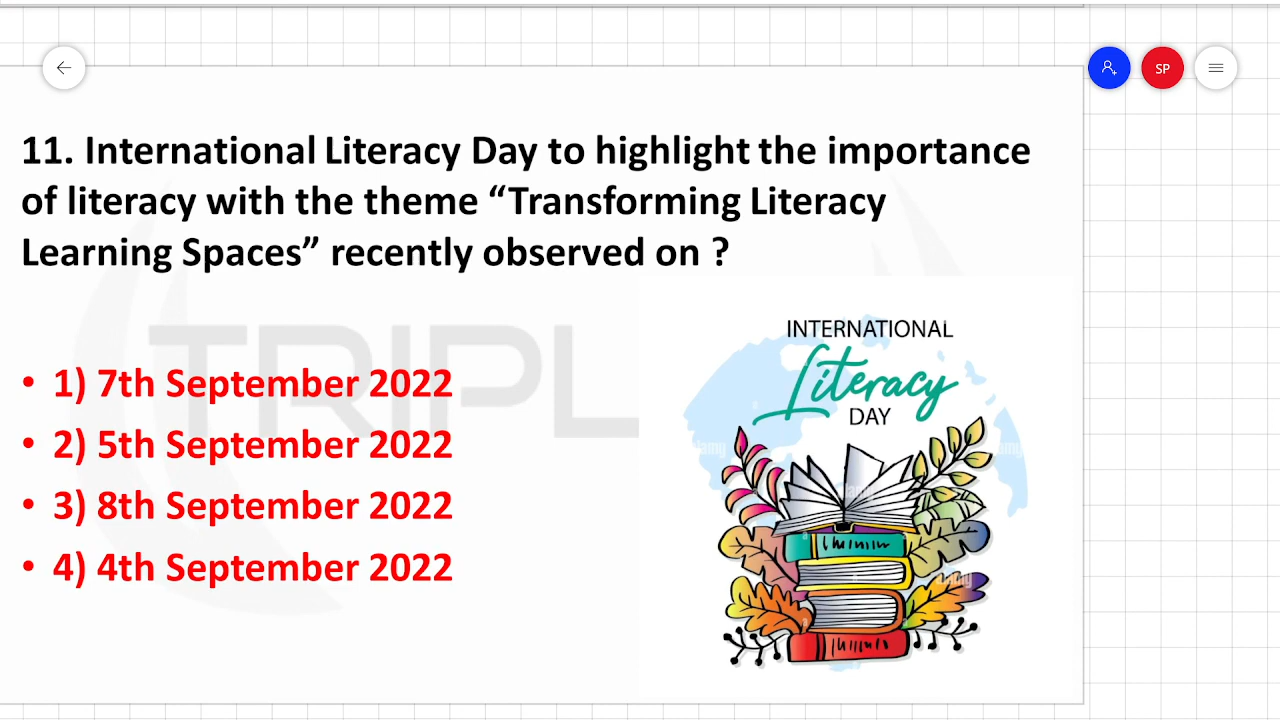 SP
11. International Literacy Day to highlight the importance
of literacy with the theme “Transforming Literacy
Learning Spaces” recently observed on ?
TRIPL
• 1) 7th September 2022
• 2) 5th September 2022
• 3) 8th September 2022
• 4) 4th September 2022
INTERNATIONAL
Literacy
DAY
alamy